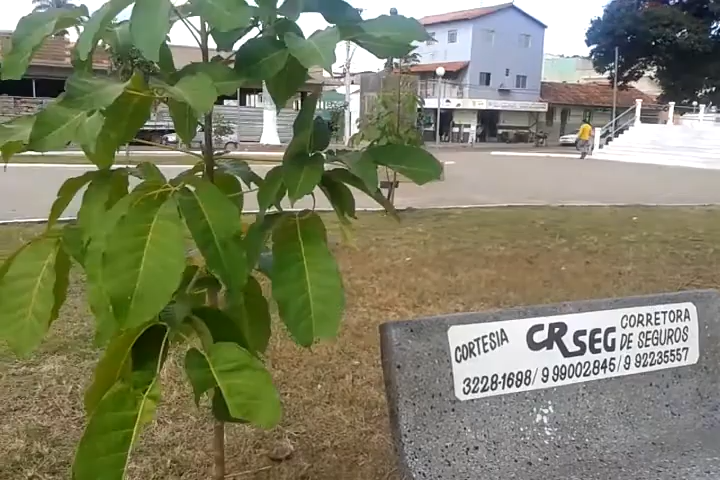 CORTESIA CRSEG CORRETORA
DE SEGUROS
3228-1698/ 9 99002845/ 9 92235557